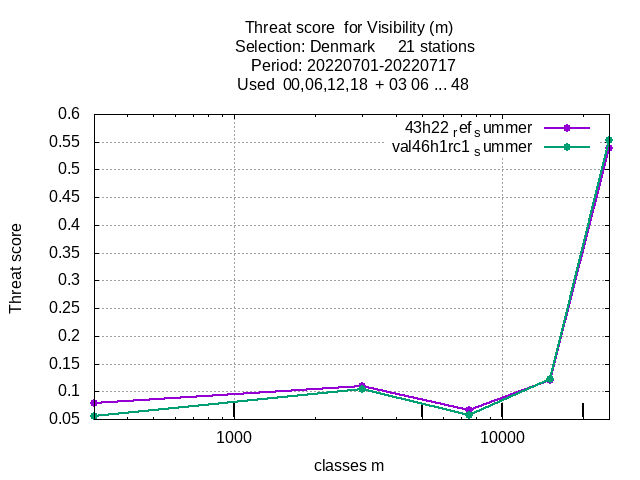 Threat score for Visibility (m)
Selection: Denmark 21 stations
Period: 20220701-20220717
Used 00,06,12,18 + 03 06 ... 48
0.6
0.55
0.5
0.45
0.4
0.35
0.3
0.25
0.2
0.15
0.1
0.05
Threat score
43h22 ref summer
val46h1rc1 summer
1000
10000
classes m